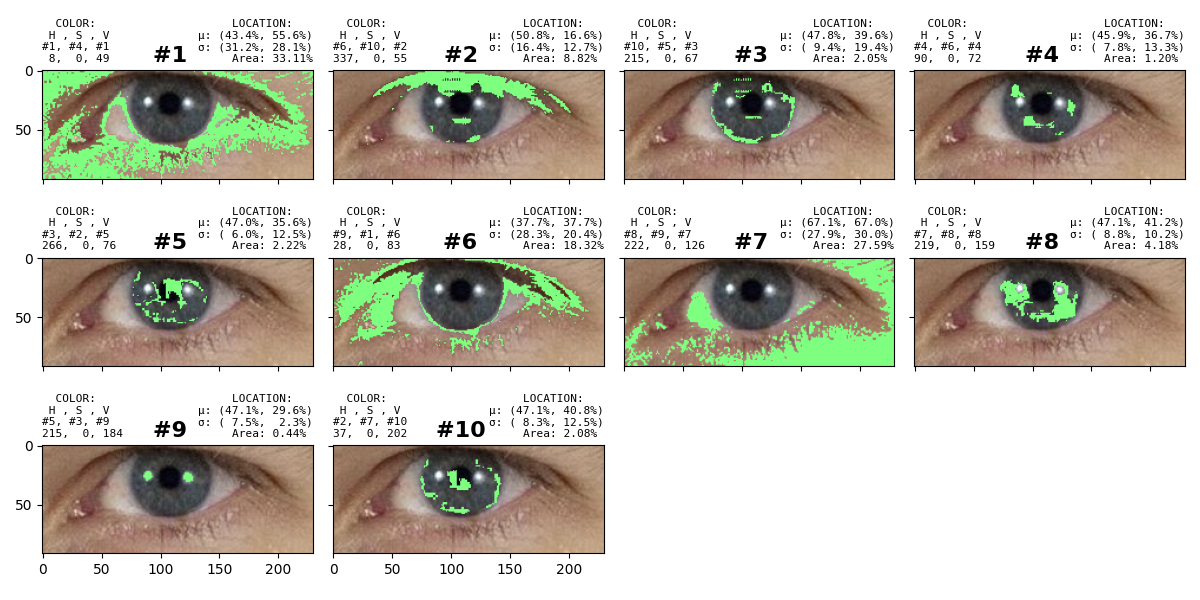 COLOR: LOCATION:
H , S , V μ: (43.4%, 55.6%)
#1, #4, #1 σ: (31.2%, 28.1%)
8, 0, 49 #1 Area: 33.11%
COLOR: LOCATION:
H , S , V μ: (50.8%, 16.6%)
#6, #10, #2 σ: (16.4%, 12.7%)
337, 0, 55 #2 Area: 8.82%
COLOR: LOCATION:
H , S , V μ: (47.8%, 39.6%)
#10, #5, #3 σ: ( 9.4%, 19.4%)
215, 0, 67 #3 Area: 2.05%
COLOR: LOCATION:
H , S , V μ: (45.9%, 36.7%)
#4, #6, #4 σ: ( 7.8%, 13.3%)
90, 0, 72 #4 Area: 1.20%
0
50
COLOR: LOCATION:
H , S , V μ: (47.0%, 35.6%)
#3, #2, #5 σ: ( 6.0%, 12.5%)
266, 0, 76 #5 Area: 2.22%
COLOR: LOCATION:
H , S , V μ: (37.7%, 37.7%)
#9, #1, #6 σ: (28.3%, 20.4%)
28, 0, 83 #6 Area: 18.32%
COLOR: LOCATION:
H , S , V μ: (67.1%, 67.0%)
#8, #9, #7 σ: (27.9%, 30.0%)
222, 0, 126 #7 Area: 27.59%
COLOR: LOCATION:
H , S , V μ: (47.1%, 41.2%)
#7, #8, #8 σ: ( 8.8%, 10.2%)
219, 0, 159 #8 Area: 4.18%
0
50
COLOR: LOCATION:
H , S , V μ: (47.1%, 29.6%)
#5, #3, #9 σ: ( 7.5%, 2.3%)
215, 0, 184 #9 Area: 0.44%
COLOR: LOCATION:
H , S , V μ: (47.1%, 40.8%)
#2, #7, #10 σ: ( 8.3%, 12.5%)
37, 0, 202 #10 Area: 2.08%
0
50
0 50 100 150 200
0 50 100 150 200